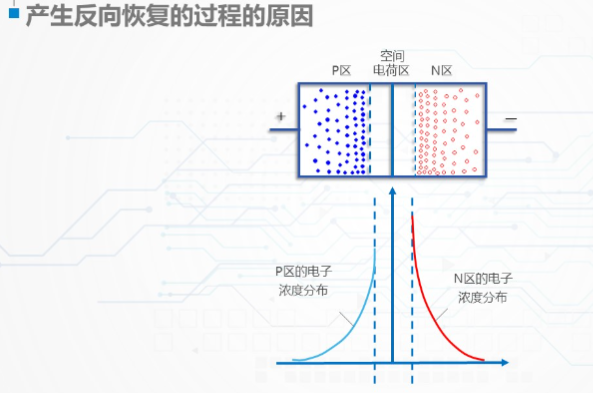 产生反向恢复的过程的原因
空间
P区 电荷区 N区
+ —
P区的电子
浓度分布
N区的电子
浓度分布